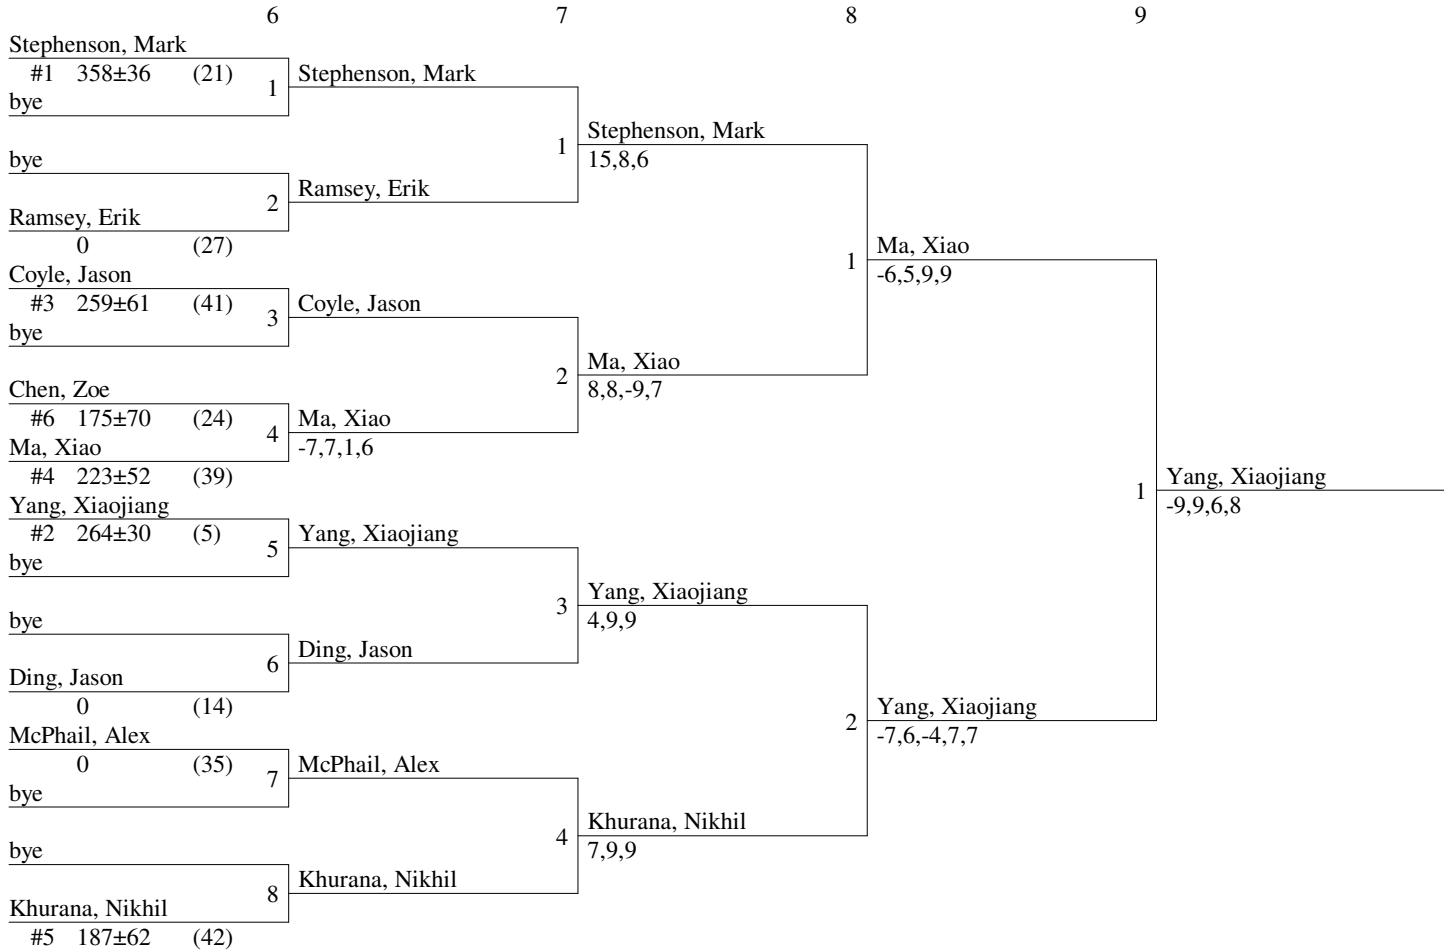 6 7 8 9
Stephenson, Mark
#1 358±36 (21)
bye
1
Stephenson, Mark
bye
2
Ramsey, Erik
Ramsey, Erik
0 (27)
1
Stephenson, Mark
15,8,6
Coyle, Jason
#3 259±61 (41)
bye
3
Coyle, Jason
Chen, Zoe
#6 175±70 (24)
Ma, Xiao
#4 223±52 (39)
4
Ma, Xiao
-7,7,1,6
2
Ma, Xiao
8,8,-9,7
1
Ma, Xiao
-6,5,9,9
Yang, Xiaojiang
#2 264±30 (5)
bye
5
Yang, Xiaojiang
bye
6
Ding, Jason
Ding, Jason
0 (14)
3
Yang, Xiaojiang
4,9,9
McPhail, Alex
0 (35)
bye
7
McPhail, Alex
bye
8
Khurana, Nikhil
Khurana, Nikhil
#5 187±62 (42)
4
Khurana, Nikhil
7,9,9
2
Yang, Xiaojiang
-7,6,-4,7,7
1
Yang, Xiaojiang
-9,9,6,8